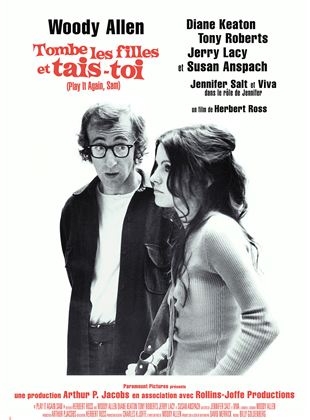 Woody Allen
Tombe les filles
et tais-toi
(Play It Again, Sam)
Diane Keaton
Tony Roberts
Jerry Lacy
et Susan Anspach
Jennifer Salt et Viva
dans le rôle de Jennifer
un film de Herbert Ross
Paramount Pictures présente
une production Arthur P. Jacobs en association avec Rollins-Joffe Productions